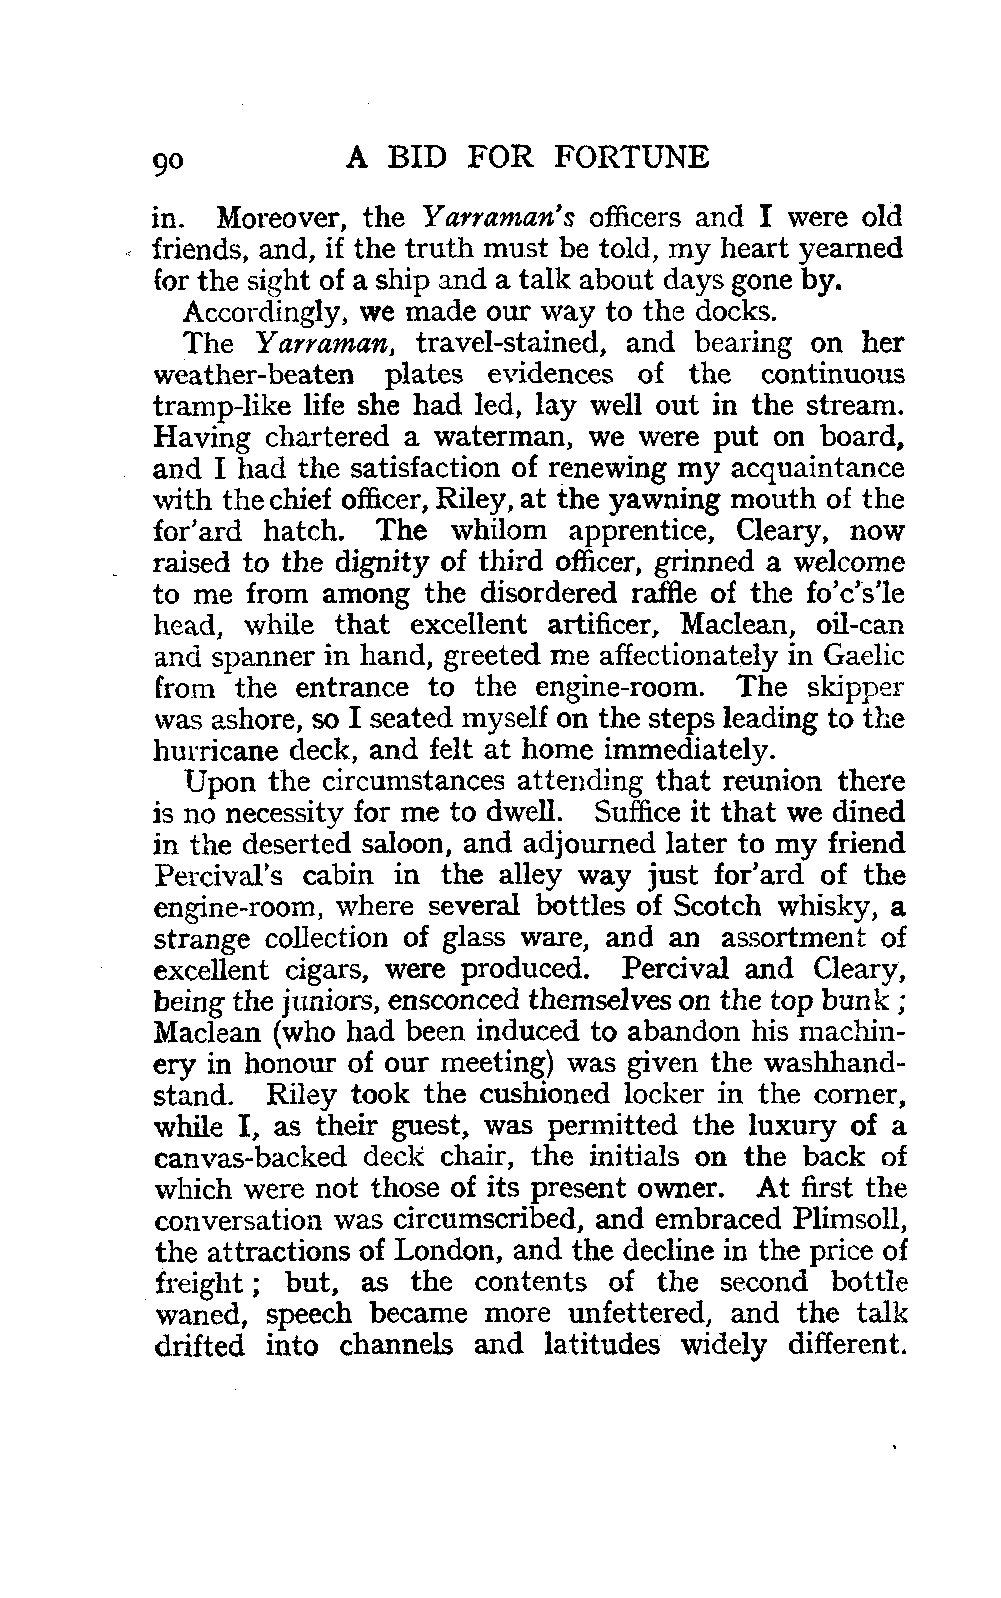 90 A BID FOR FORTUNE
in. Moreover, the Yarraman's officers and I were old
friends, and, if the truth must be told, my heart yearned
for the sight of a ship and a talk about days gone by.
Accordingly, we made our way to the docks.
The Yarraman, travel-stained, and bearing on her
weather-beaten plates evidences of the continuous
tramp-like life she had led, lay well out in the stream.
Having chartered a waterman, we were put on board,
and I had the satisfaction of renewing my acquaintance
with the chief officer, Riley, at the yawning mouth of the
for'ard hatch. The whilom apprentice, Cleary, now
raised to the dignity of third officer, grinned a welcome
to me from among the disordered raffle of the fo'c's'le
head, while that excellent artificer, Maclean, oil-can
and spanner in hand, greeted me affectionately in Gaelic
from the entrance to the engine-room. The skipper
was ashore, so I seated myself on the steps leading to the
hurricane deck, and felt at home immediately.
Upon the circumstances attending that reunion there
is no necessity for me to dwell. Suffice it that we dined
in the deserted saloon, and adjourned later to my friend
Percival's cabin in the alley way just for'ard of the
engine-room, where several bottles of Scotch whisky, a
strange collection of glass ware, and an assortment of
excellent cigars, were produced. Percival and Cleary,
being the juniors, ensconced themselves on the top bunk ;
Maclean (who had been induced to abandon his machin-
ery in honour of our meeting) was given the washhand-
stand. Riley took the cushioned locker in the corner,
while I, as their guest, was permitted the luxury of a
canvas-backed deck chair, the initials on the back of
which were not those of its present owner. At first the
conversation was circumscribed, and embraced Plimsoll,
the attractions of London, and the decline in the price of
freight ; but, as the contents of the second bottle
waned, speech became more unfettered, and the talk
drifted into channels and latitudes widely different.